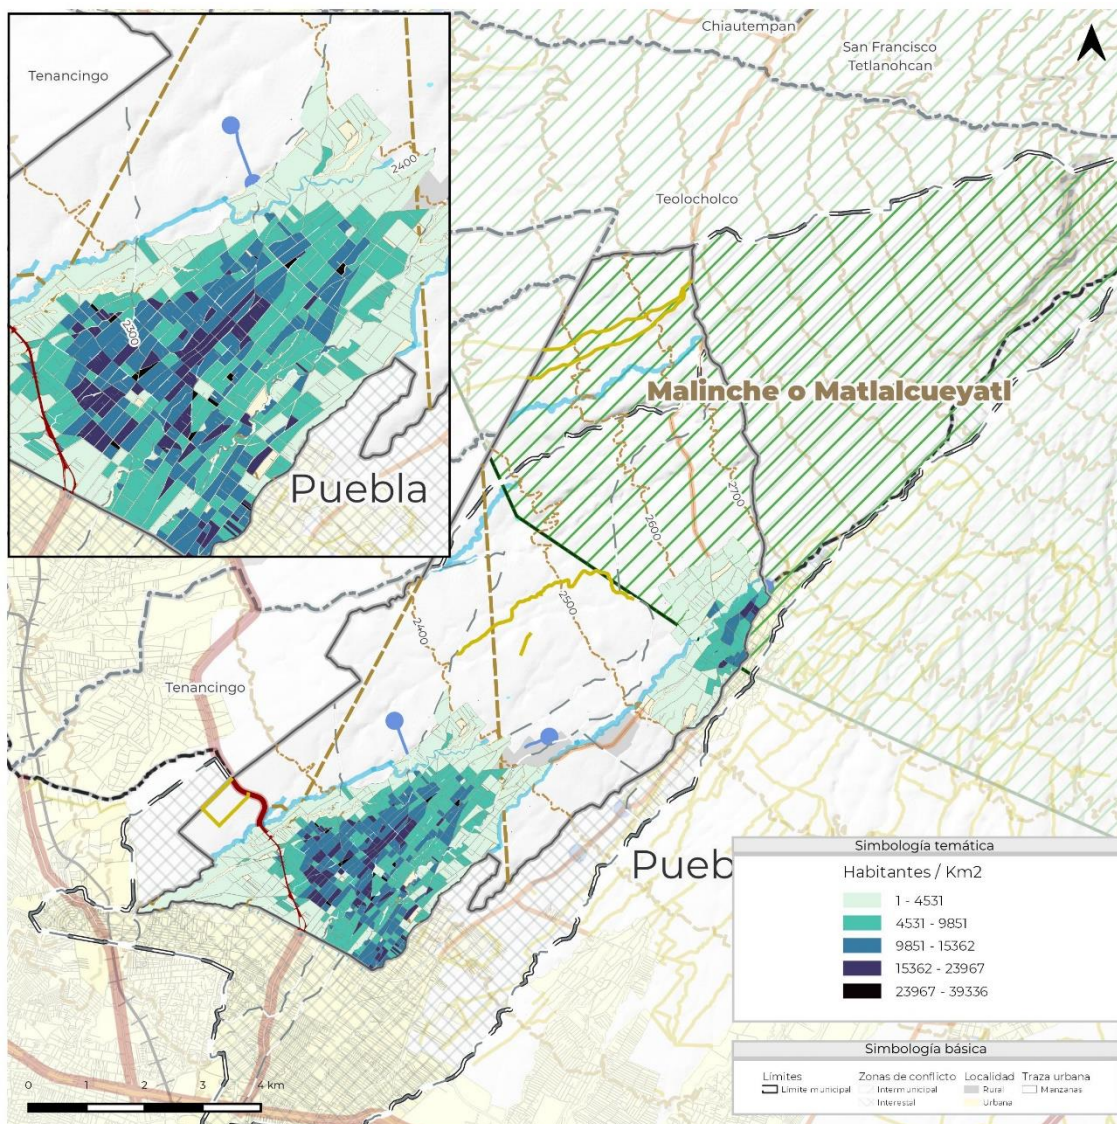 Tenancingo
2400
2300
Puebla
Chiautempan
San Francisco
Tetlanohcan
Teolocholco
Malinche o Matlalcueyatl
2700
2600
2500
2400
Tenancingo
Pueb
0 1 2 3 4 km
Simbología temática
Habitantes / Km2
1 - 4531
4531 - 9851
9851 - 15362
15362 - 23967
23967 - 39336
Simbología básica
Límites Zonas de conflicto Localidad Traza urbana
Límite municipal Intermunicipal Rural Manzanas
Interestal Urbana